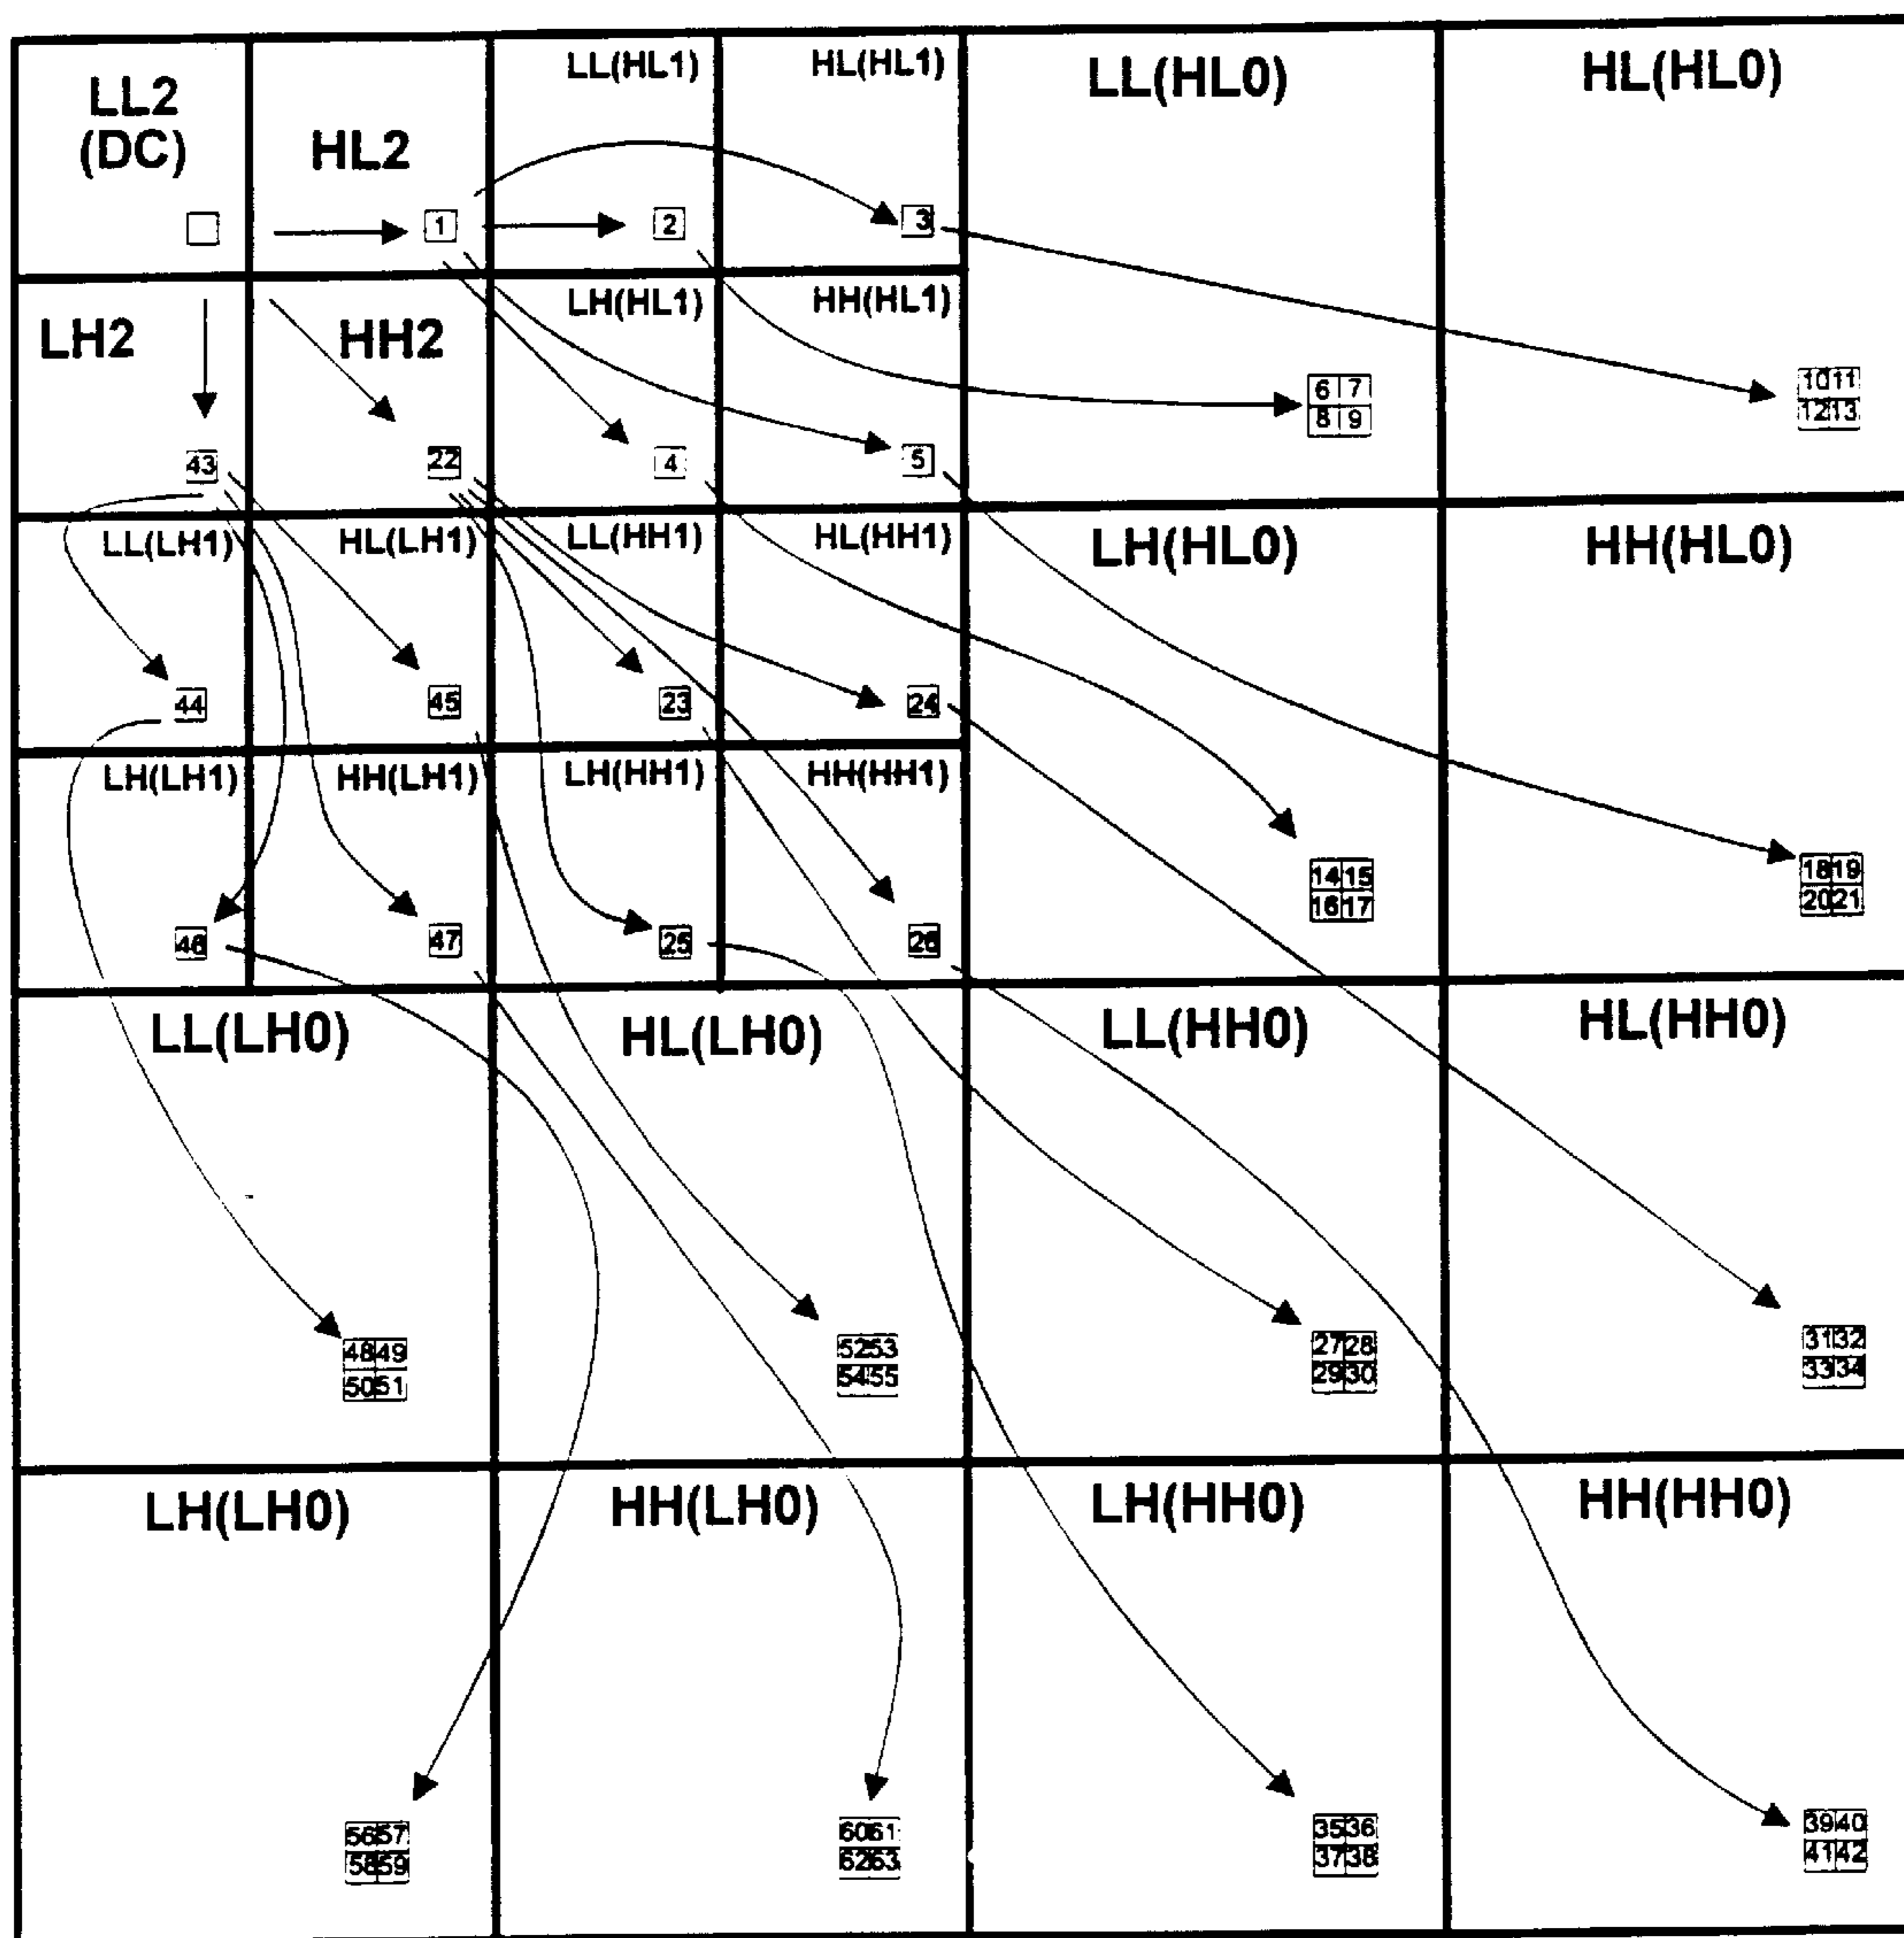 LL(HL1) HL(HL1) LL(HL0) HL(HL0)
LL2
(DC)
HL2
1 2 3
LH2 HH2 LH(HL1) HH(HL1)
6 7
8 9
10 11
12 13
43 22 4 5
LL(LH1) HL(LH1) LL(HH1) HL(HH1) LH(HL0) HH(HL0)
44 45 23 24
LH(LH1) HH(LH1) LH(HH1) HH(HH1)
14 15
16 17
18 19
20 21
46 47 25 26
LL(LH0) HL(LH0) LL(HH0) HL(HH0)
48 49
50 51
52 53
54 55
27 28
29 30
31 32
33 34
LH(LH0) HH(LH0) LH(HH0) HH(HH0)
56 57
58 59
60 61
62 63
35 36
37 38
39 40
41 42